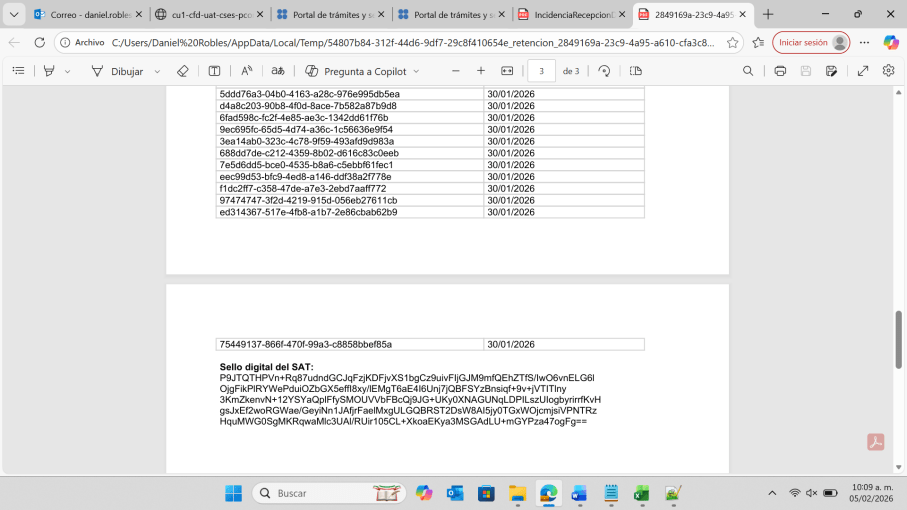 Correo - daniel.robles
cu1-cfd-uat-cses-pco
Portal de trámites y se
Portal de trámites y se
IncidenciaRecepcionD
2849169a-23c9-4a95
Archivo C:/Users/Daniel%20Robles/AppData/Local/Temp/54807b84-312f-44d6-9df7-29c8f410654e_retencion_2849169a-23c9-4a95-a610-cfa3c8...
Iniciar sesión
Dibujar
Pregunta a Copilot
3 de 3
5ddd76a3-04b0-4163-a28c-976e995db5ea 30/01/2026
d4a8c203-90b8-4f0d-8ace-7b582a87b9d8 30/01/2026
6fad598c-fc2f-4e85-ae3c-1342dd61f76b 30/01/2026
9ec695fc-65d5-4d74-a36c-1c56636e9f54 30/01/2026
3ea14ab0-323c-4c78-9f59-493afd9d983a 30/01/2026
688dd7de-c212-4359-8b02-d616c83c0eeb 30/01/2026
7e5d6dd5-bce0-4535-b8a6-c5ebbf61fec1 30/01/2026
eec99d53-bfc9-4ed8-a146-ddf38a2f778e 30/01/2026
f1dc2ff7-c358-47de-a7e3-2ebd7aaff772 30/01/2026
97474747-3f2d-4219-915d-056eb27611cb 30/01/2026
ed314367-517e-4fb8-a1b7-2e86cbab62b9 30/01/2026
75449137-866f-470f-99a3-c8858bbef85a 30/01/2026
Sello digital del SAT:
P9JTQTHPVn+Rq87udndGCJqFzjKDFjvXS1bgCz9uivFIjGJM9mfQEhZTfS/IwO6vnELG6l
OjgFikPlRYWePduiOZbGX5effI8xy/lEMgT6aE4I6Unj7jQBFSYzBnsiqf+9v+jVTITlny
3KmZkenvN+12YSYaQplFfySMOUVVbFBcQj9JG+UKy0XNAGUNqLDPILszUIogbyrirrfKvH
gsJxEf2woRGWae/GeyiNn1JAfjrFaelMxgULGQBRST2DsW8AI5jy0TGxWOjcmjsiVPNTRz
HquMWG0SgMKRqwaMlc3UAl/RUir105CL+XkoaEKya3MSGAdLU+mGYPza47ogFg==
Buscar
10:09 a. m.
05/02/2026